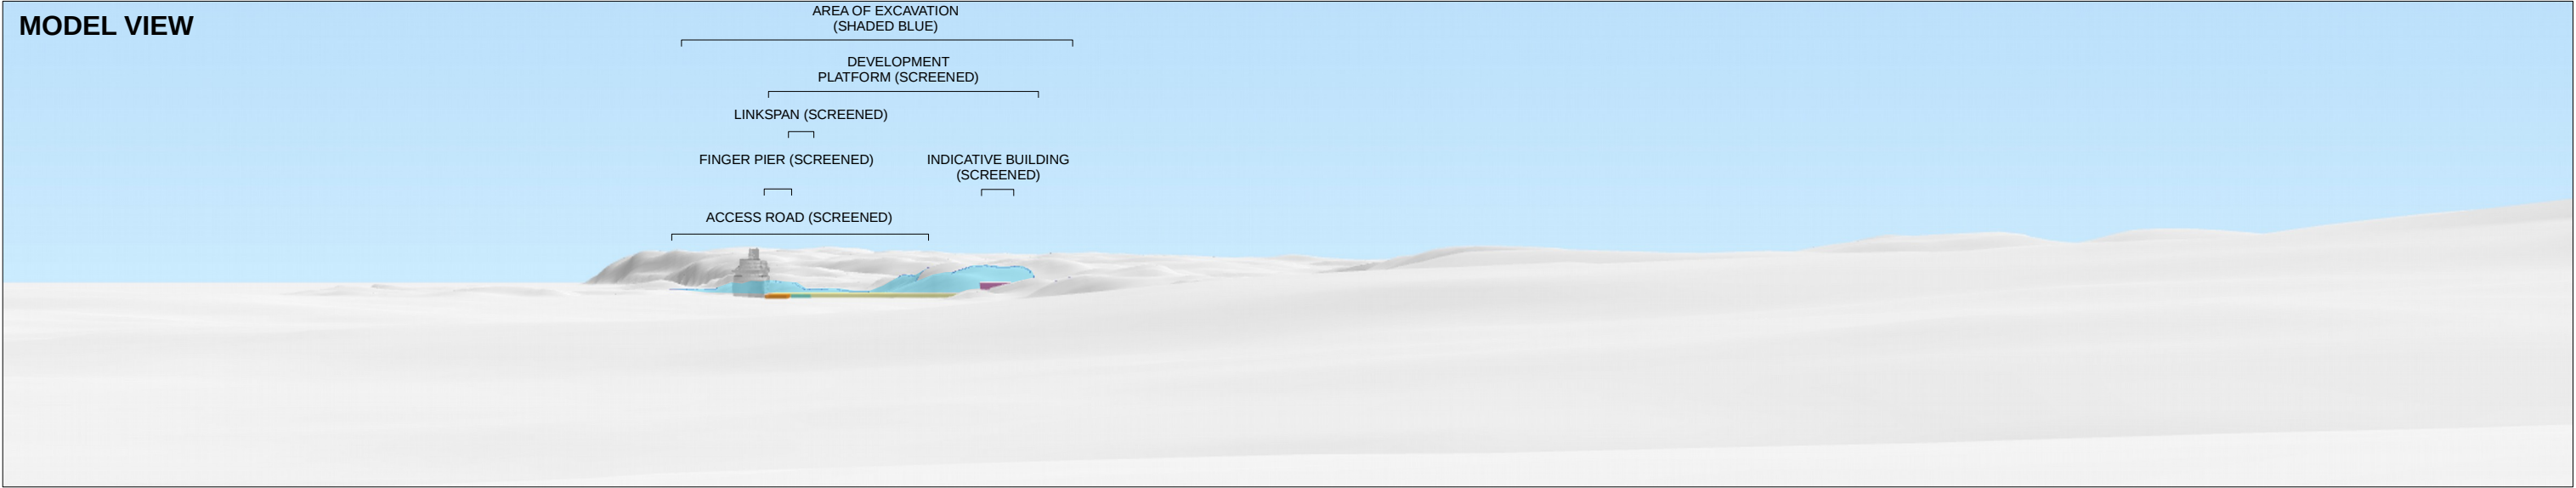 MODEL VIEW
AREA OF EXCAVATION
(SHADED BLUE)
DEVELOPMENT
PLATFORM (SCREENED)
LINKSPAN (SCREENED)
FINGER PIER (SCREENED)
INDICATIVE BUILDING
(SCREENED)
ACCESS ROAD (SCREENED)